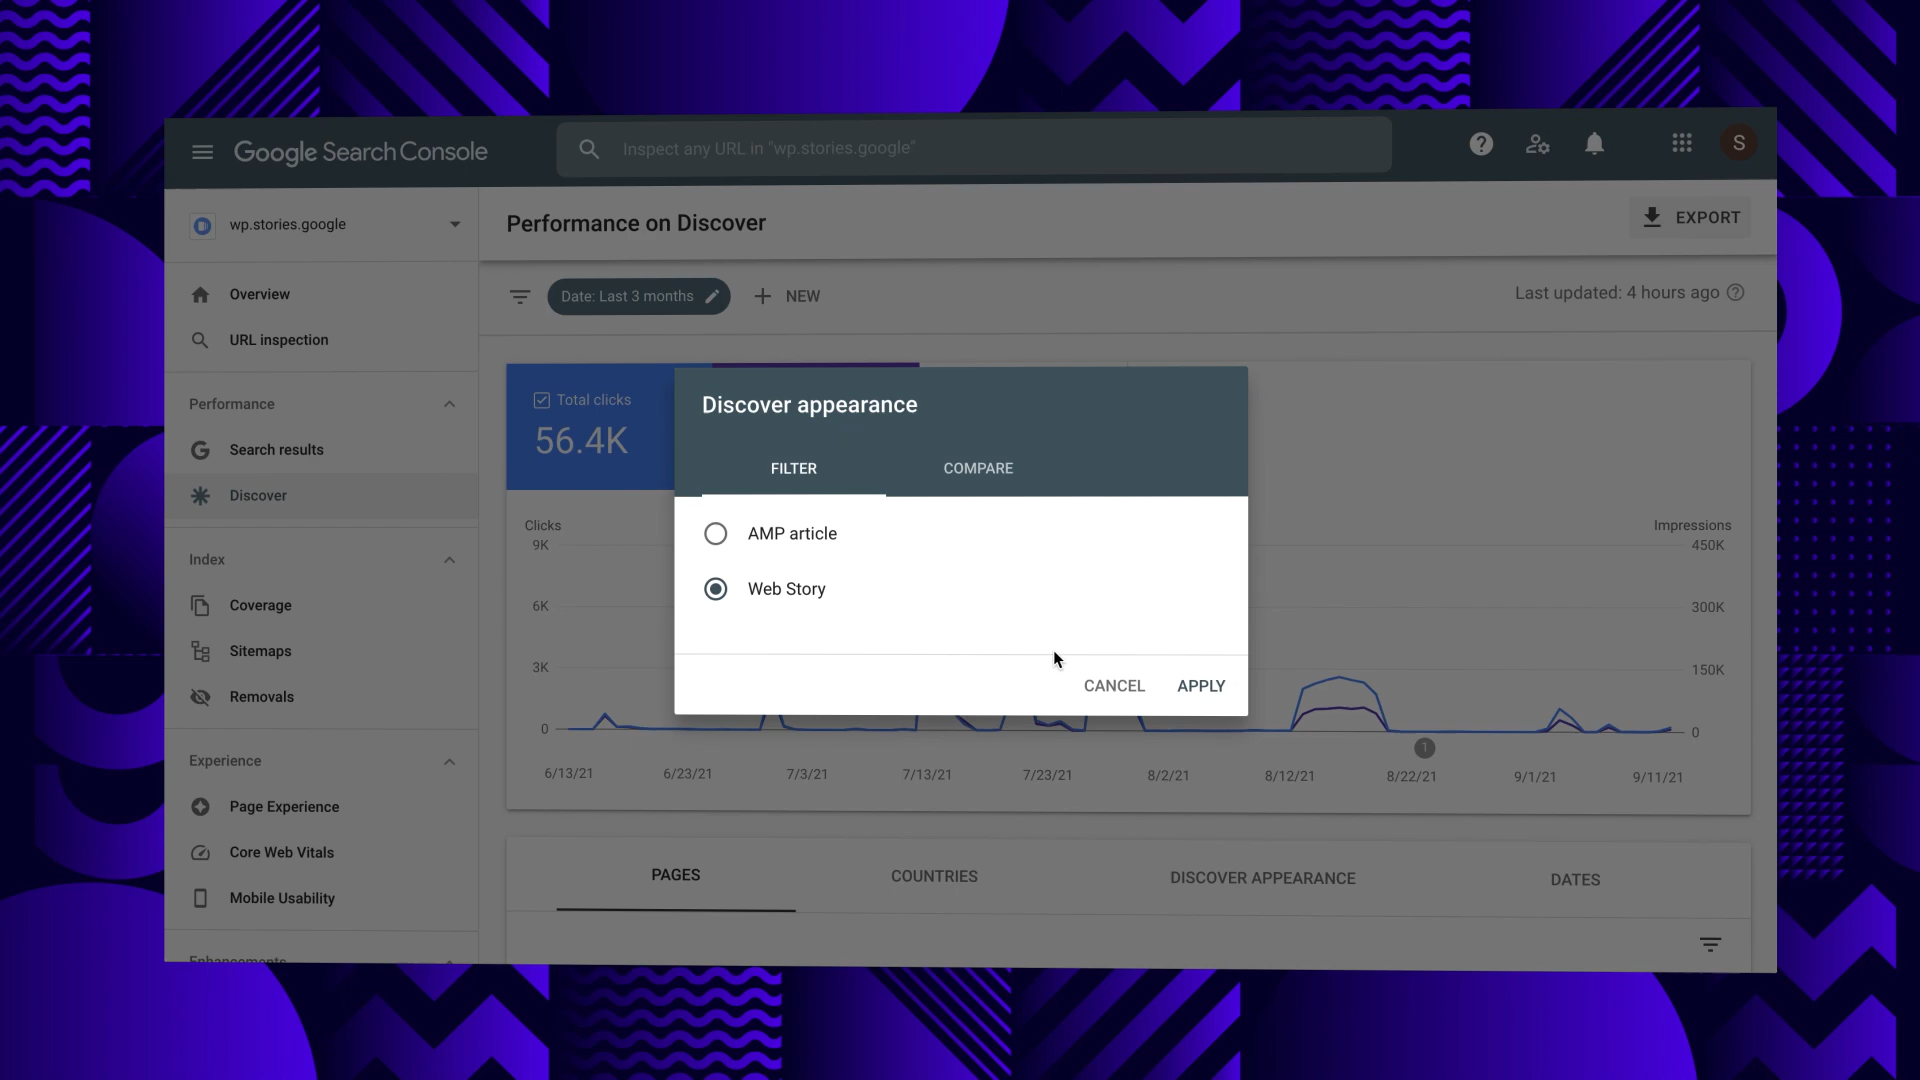 Google Search Console
Inspect any URL in "wp.stories.google"
S
wp.stories.google
Performance on Discover
EXPORT
Overview
URL inspection
Date: Last 3 months
NEW
Last updated: 4 hours ago
Performance
Search results
Discover
Total clicks
56.4K
Discover appearance
FILTER
COMPARE
AMP article
Web Story
CANCEL
APPLY
Clicks
9K
6K
3K
0
Impressions
450K
300K
150K
0
1
6/13/21
6/23/21
7/3/21
7/13/21
7/23/21
8/2/21
8/12/21
8/22/21
9/1/21
9/11/21
Index
Coverage
Sitemaps
Removals
Experience
Page Experience
Core Web Vitals
Mobile Usability
Enhancements
PAGES
COUNTRIES
DISCOVER APPEARANCE
DATES